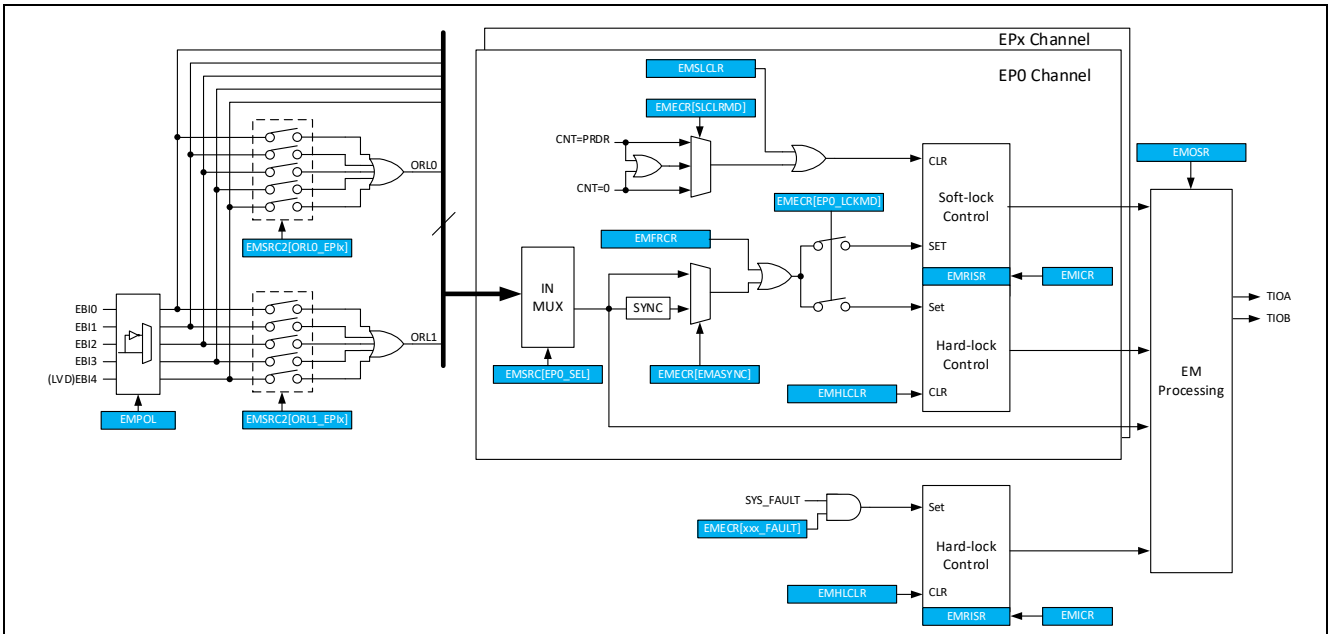 EPx Channel
EP0 Channel
EMSLCLR
EMECR[SLCLRMD]
CNT=PRDR
CNT=0
CLR
Soft-lock
Control
SET
EMOSR
ORL0
EMSRC2[ORL0_EPIx]
EMECR[EP0_LCKMD]
EMFRCR
IN
MUX
SYNC
EMRISR
EMICR
Set
Hard-lock
Control
CLR
EMHLCLR
EMSRC[EP0_SEL]
EMECR[EMASYNC]
EBI0
EBI1
EBI2
EBI3
(LVD)EBI4
EMPOL
ORL1
EMSRC2[ORL1_EPIx]
TIOA
TIOB
EM
Processing
SYS_FAULT
EMECR[xxx_FAULT]
Set
Hard-lock
Control
CLR
EMHLCLR
EMRISR
EMICR